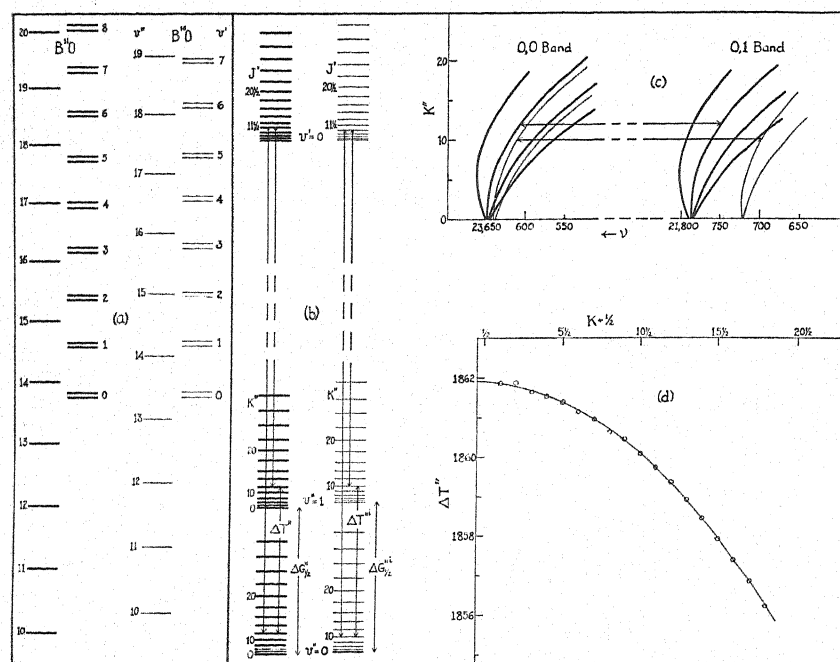 B¹¹O
v''
B¹⁰O
v'
20
19
18
17
16
15
14
13
12
11
10
19
18
17
16
15
14
13
12
11
10
8
7
6
5
4
3
2
1
0
7
6
5
4
3
2
1
0
(a)
J'
20½
11½
v'=0
J'
20½
11½
(b)
K''
20
10
0
v''=1
20
10
ΔT''
ΔG''½
ΔT''ⁱ
ΔG''ⁱ½
20
10
0
v''=0
20
10
0,0 Band
0,1 Band
(c)
K''
20
10
0
23,650
600
550
21,800
750
700
650
← ν
K+½
½
5½
10½
15½
20½
(d)
ΔT''
1862
1860
1858
1856